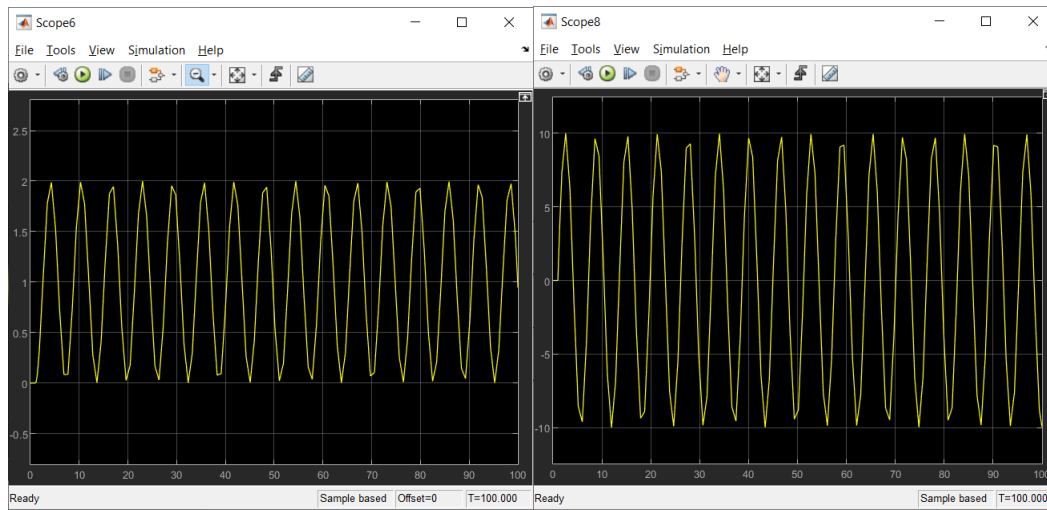 Scope6
File Tools View Simulation Help
2.5
2
1.5
1
0.5
0
-0.5
0 10 20 30 40 50 60 70 80 90 100
Ready Sample based Offset=0 T=100.000
Scope8
File Tools View Simulation Help
10
5
0
-5
-10
0 10 20 30 40 50 60 70 80 90 100
Ready Sample based T=100.000